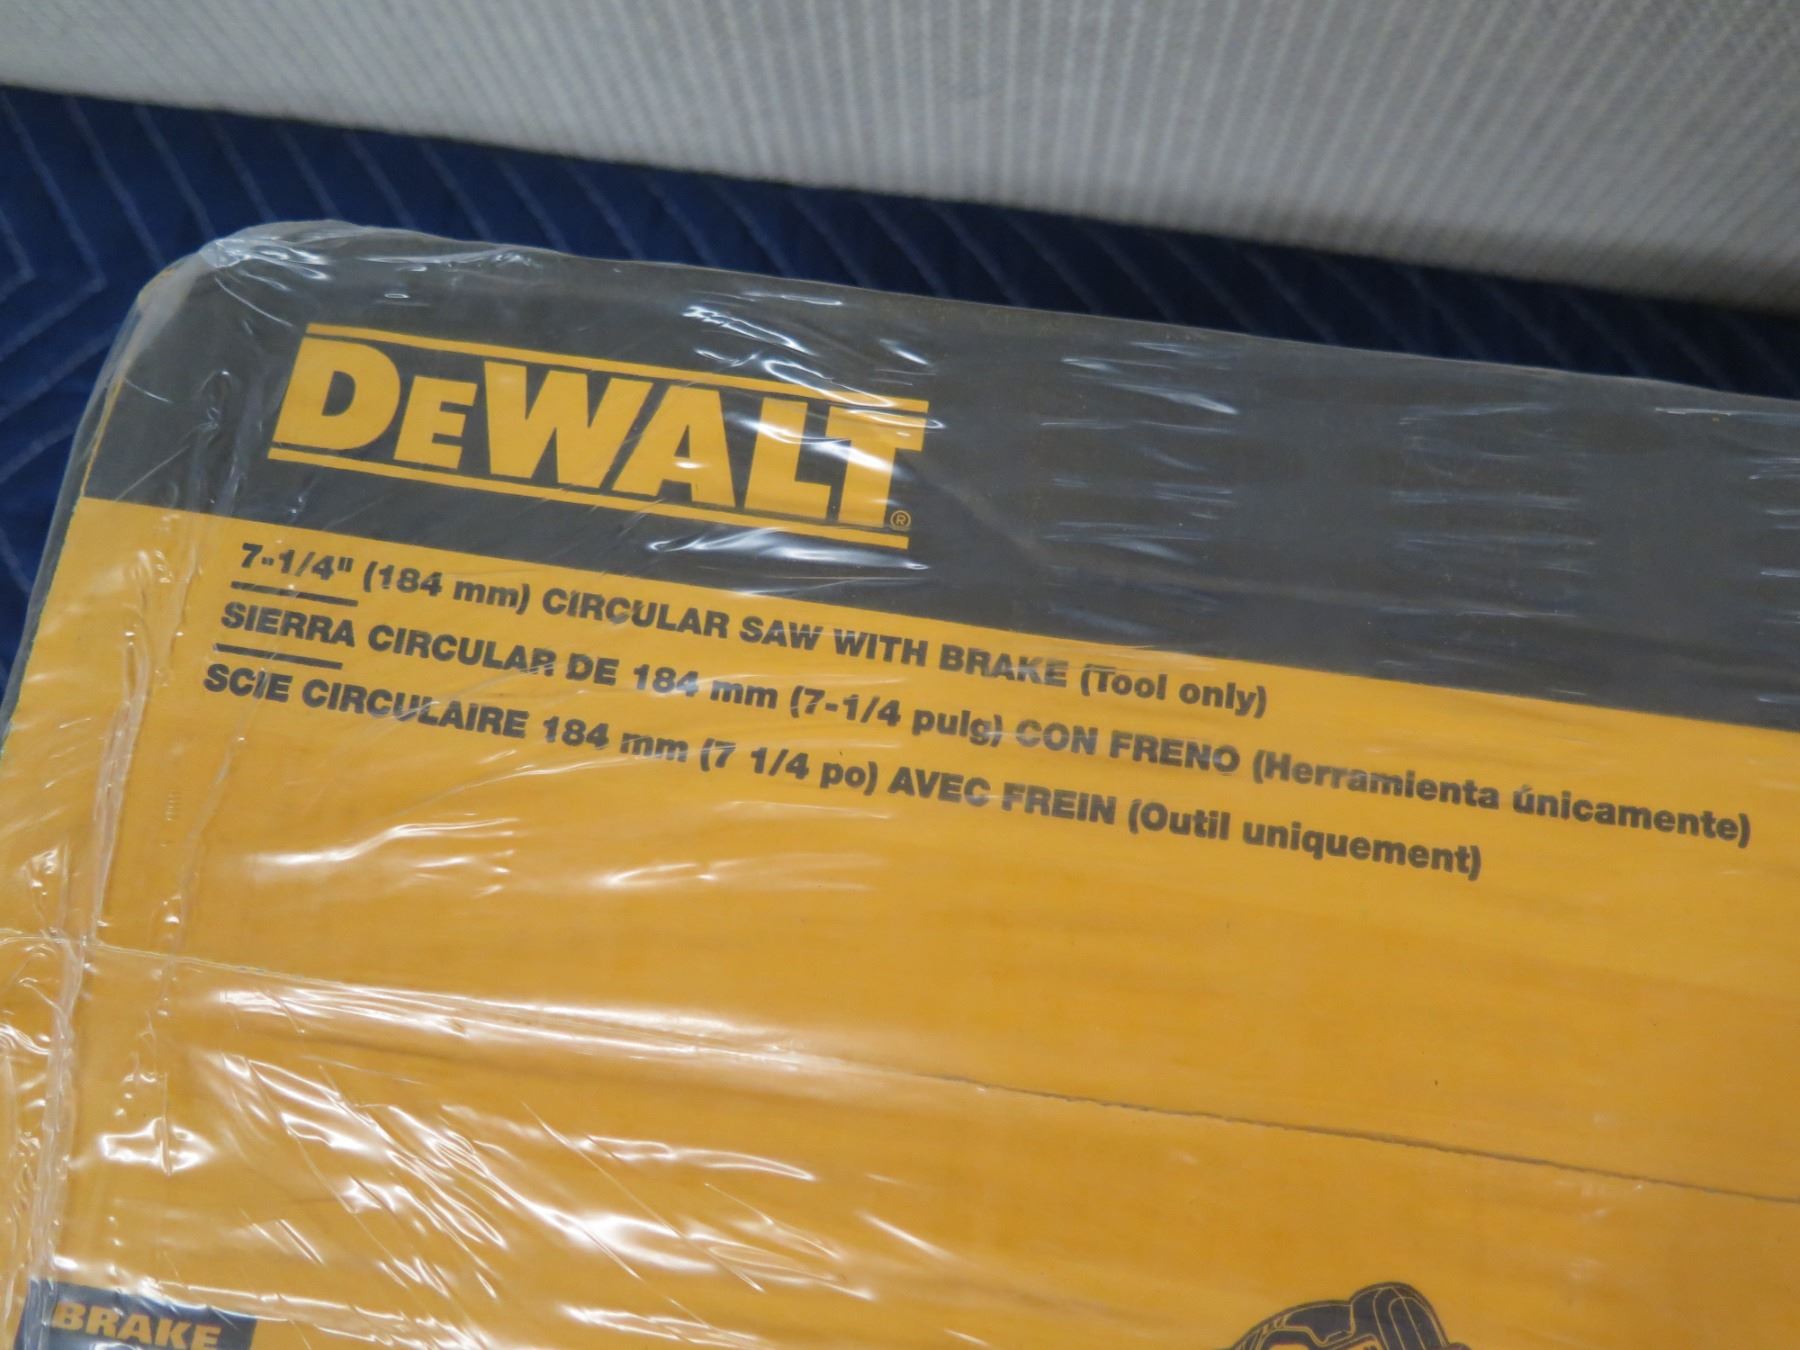 DEWALT®
7-1/4" (184 mm) CIRCULAR SAW WITH BRAKE (Tool only)
SIERRA CIRCULAR DE 184 mm (7-1/4 pulg) CON FRENO (Herramienta únicamente)
SCIE CIRCULAIRE 184 mm (7 1/4 po) AVEC FREIN (Outil uniquement)
BRAKE